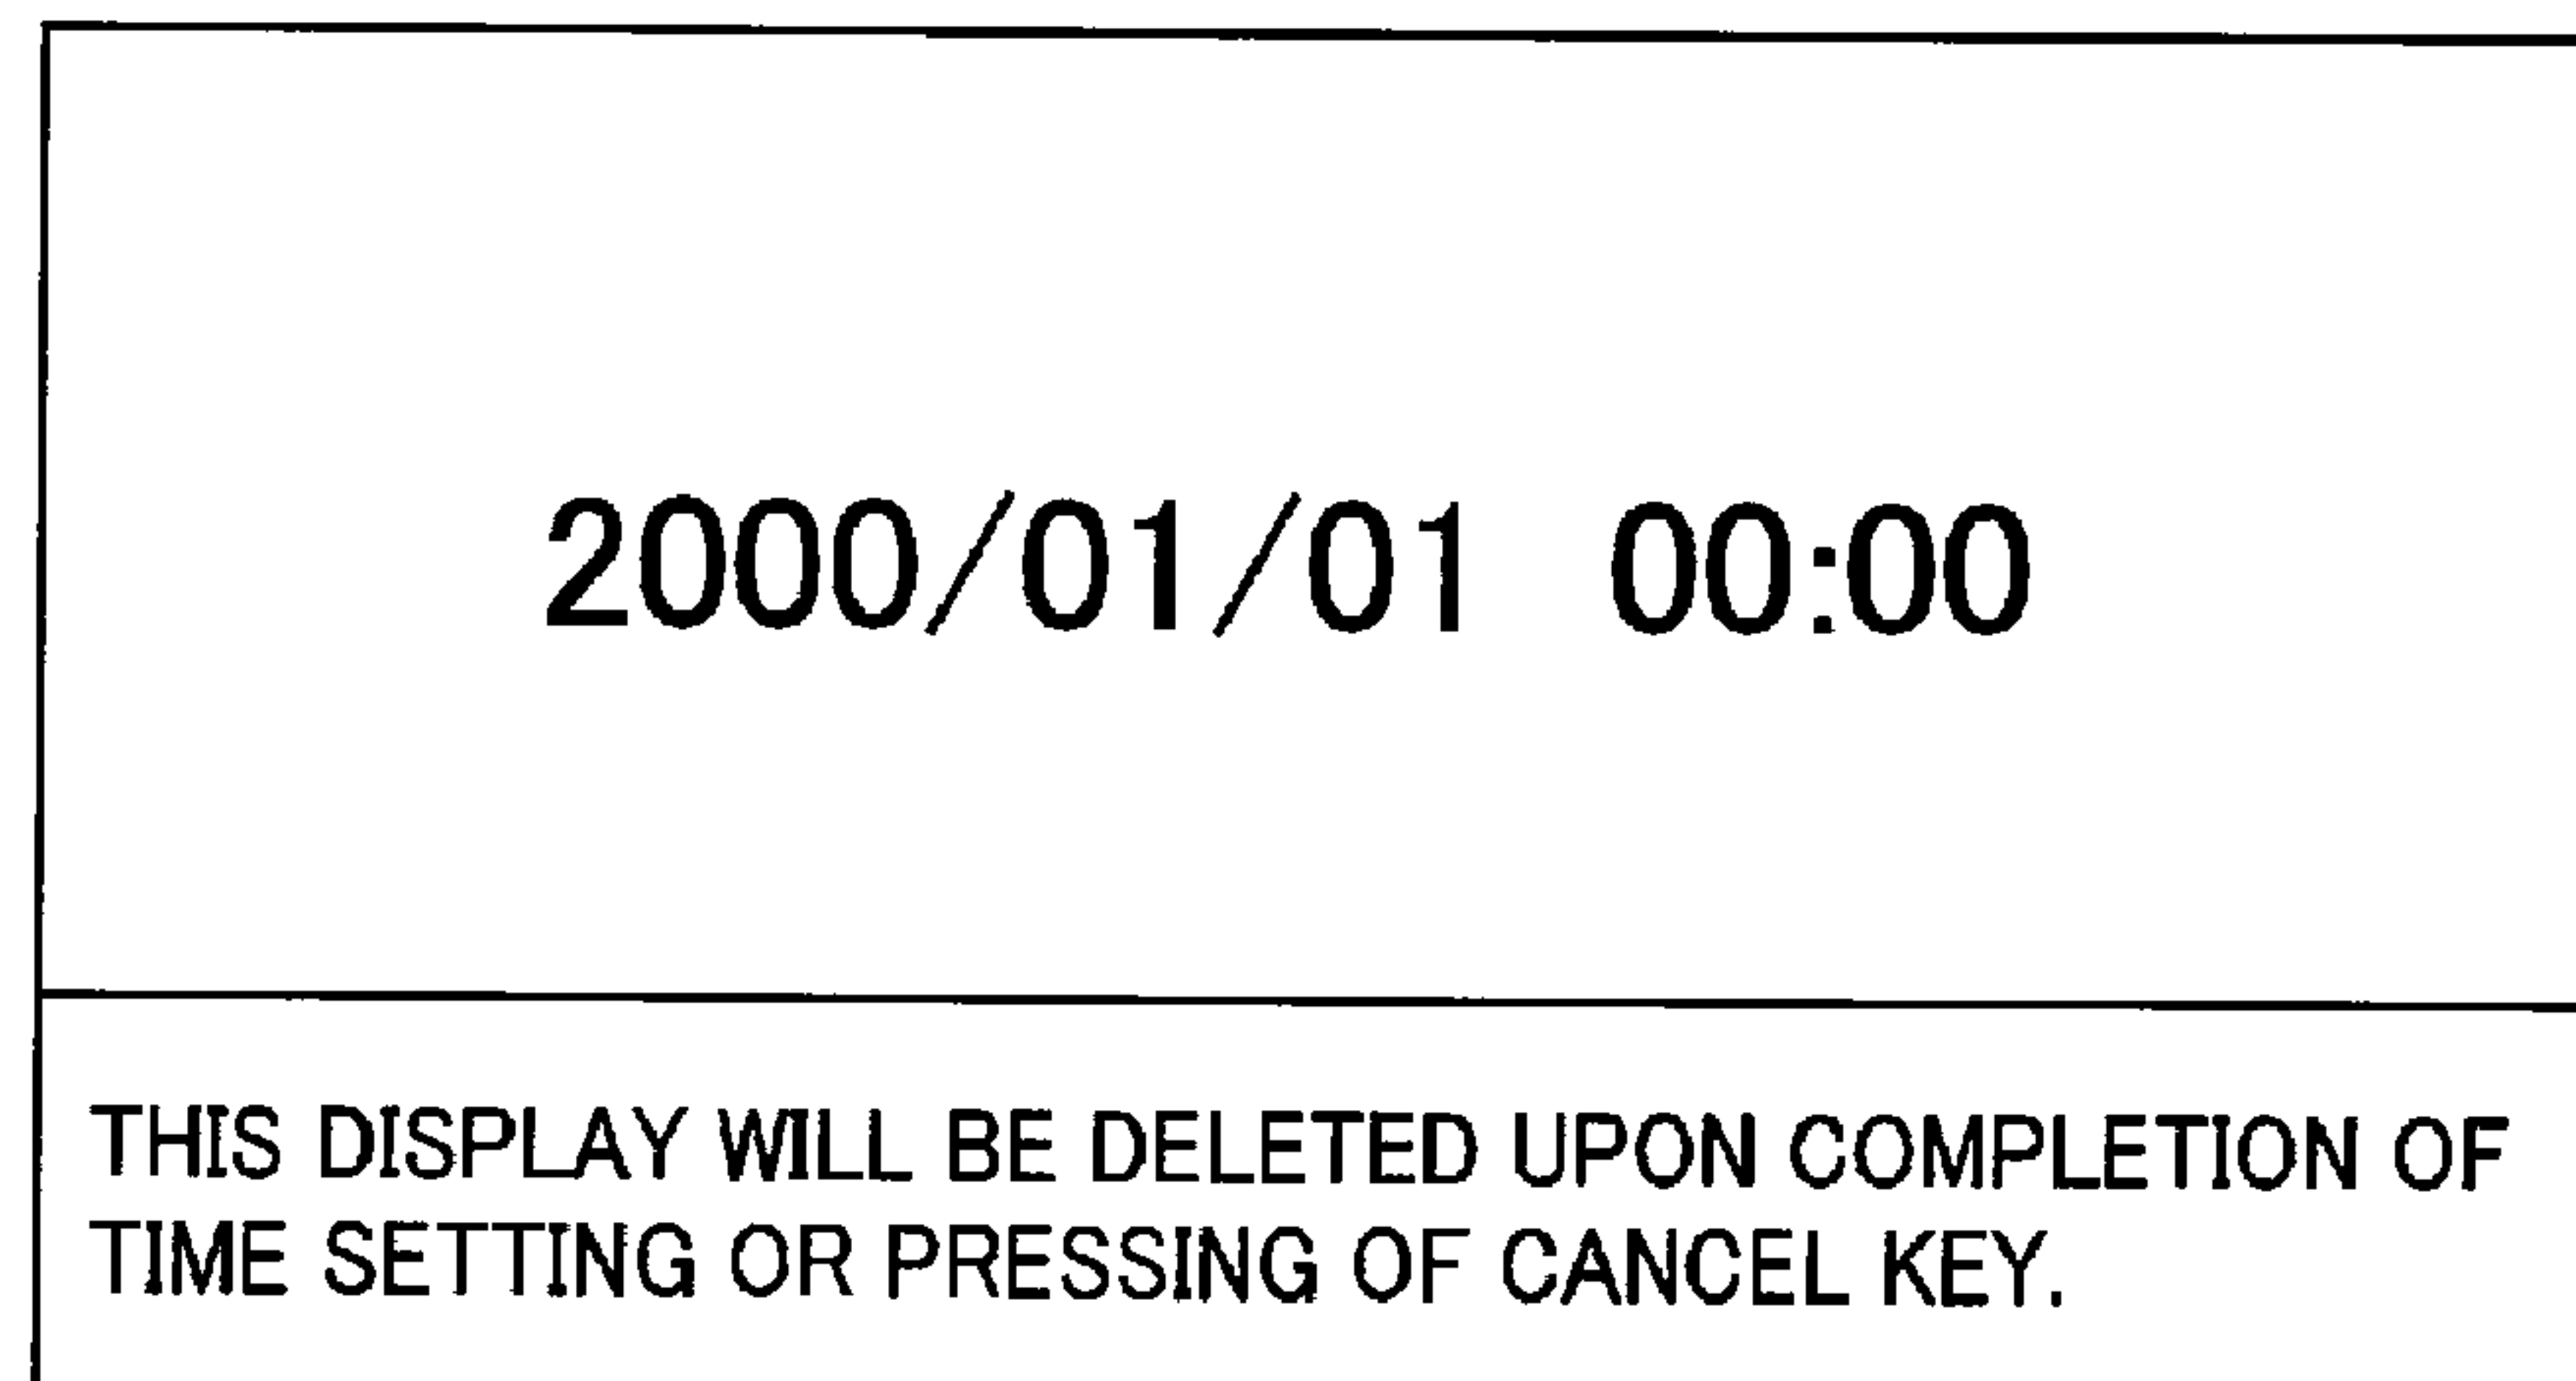 2000/01/01 00:00
THIS DISPLAY WILL BE DELETED UPON COMPLETION OF
TIME SETTING OR PRESSING OF CANCEL KEY.